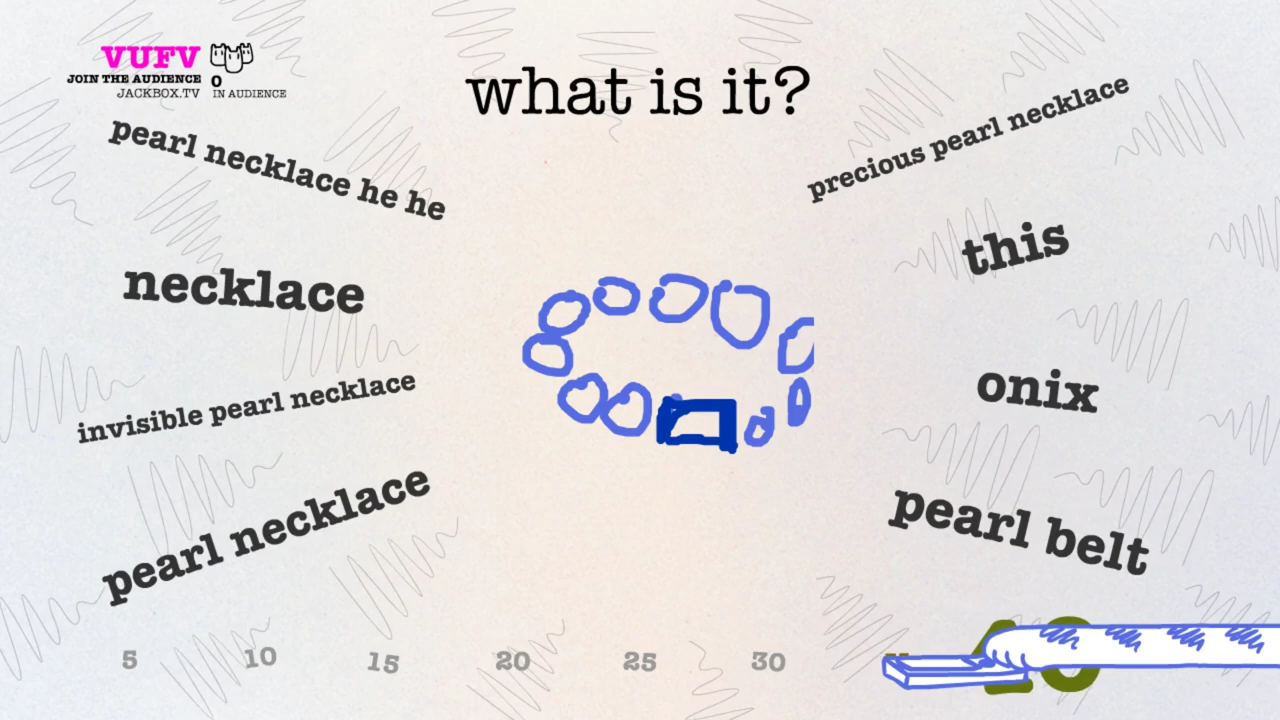 VUFV
JOIN THE AUDIENCE
JACKBOX.TV
0
IN AUDIENCE
what is it?
pearl necklace he he
necklace
invisible pearl necklace
pearl necklace
precious pearl necklace
this
onix
pearl belt
5 10 15 20 25 30